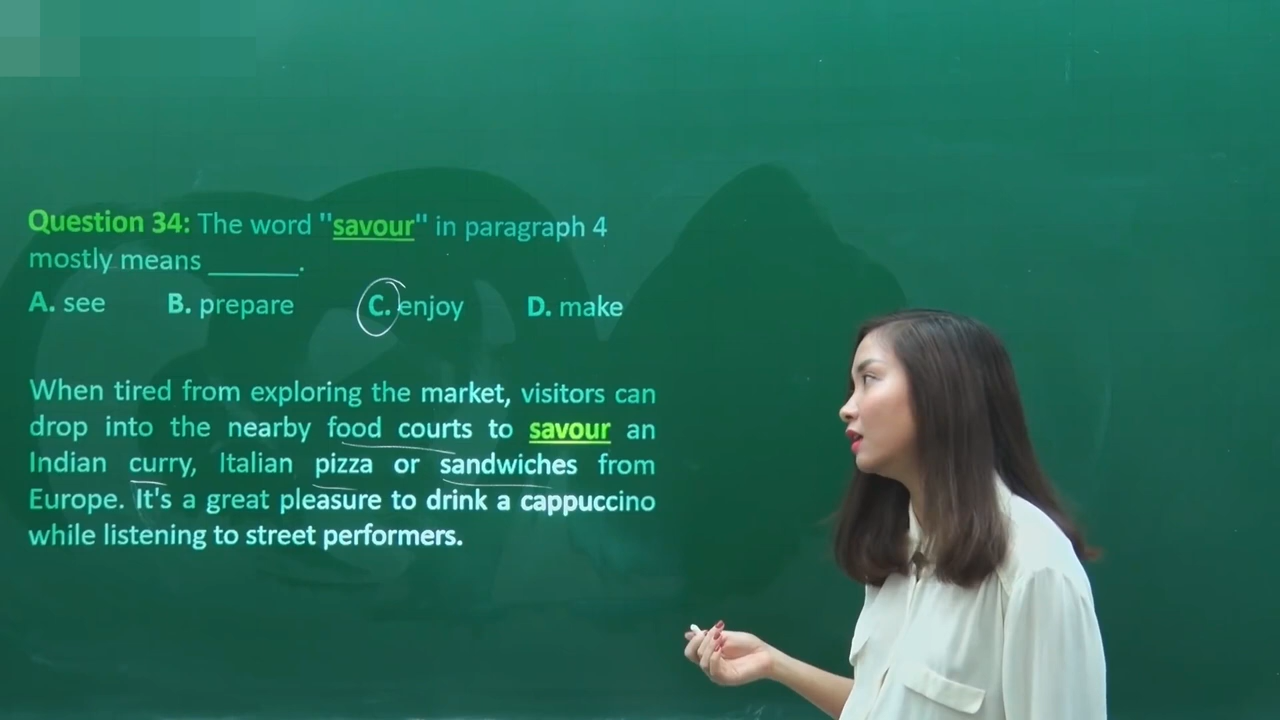 Question 34: The word "savour" in paragraph 4
mostly means ______.
A. see B. prepare C. enjoy D. make
When tired from exploring the market, visitors can
drop into the nearby food courts to savour an
Indian curry, Italian pizza or sandwiches from
Europe. It's a great pleasure to drink a cappuccino
while listening to street performers.